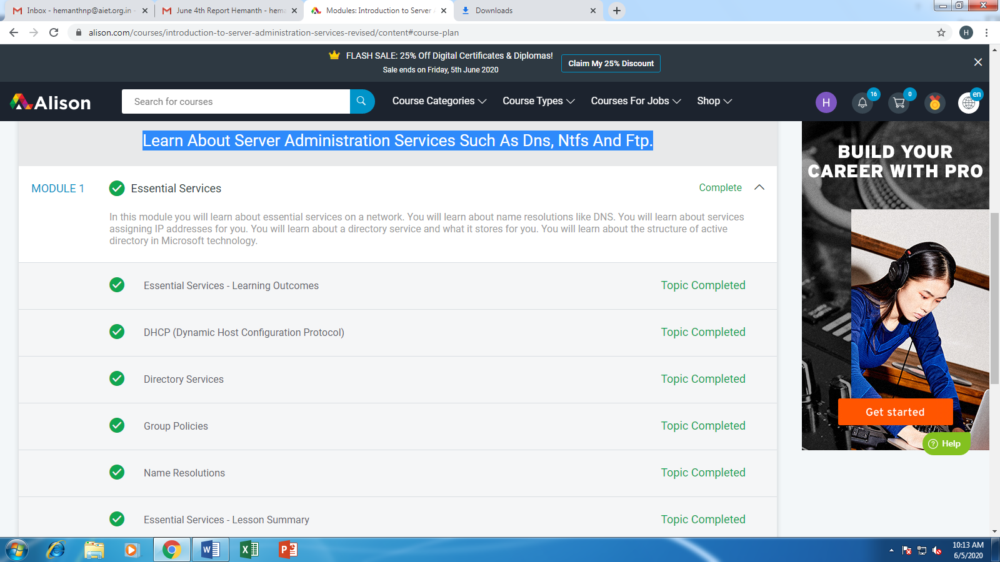 Inbox - hemanthnp@aiet.org.in -
June 4th Report Hemanth - hema
Modules: Introduction to Server A
Downloads
alison.com/courses/introduction-to-server-administration-services-revised/content#course-plan
H
FLASH SALE: 25% Off Digital Certificates & Diplomas!
Sale ends on Friday, 5th June 2020
Claim My 25% Discount
Alison
Search for courses
Course Categories
Course Types
Courses For Jobs
Shop
H
16
0
en
Learn About Server Administration Services Such As Dns, Ntfs And Ftp.
MODULE 1
Essential Services
Complete
In this module you will learn about essential services on a network. You will learn about name resolutions like DNS. You will learn about services
assigning IP addresses for you. You will learn about a directory service and what it stores for you. You will learn about the structure of active
directory in Microsoft technology.
Essential Services - Learning Outcomes
Topic Completed
DHCP (Dynamic Host Configuration Protocol)
Topic Completed
Directory Services
Topic Completed
Group Policies
Topic Completed
Name Resolutions
Topic Completed
Essential Services - Lesson Summary
Topic Completed
BUILD YOUR
CAREER WITH PRO
Get started
Help
10:13 AM
6/5/2020